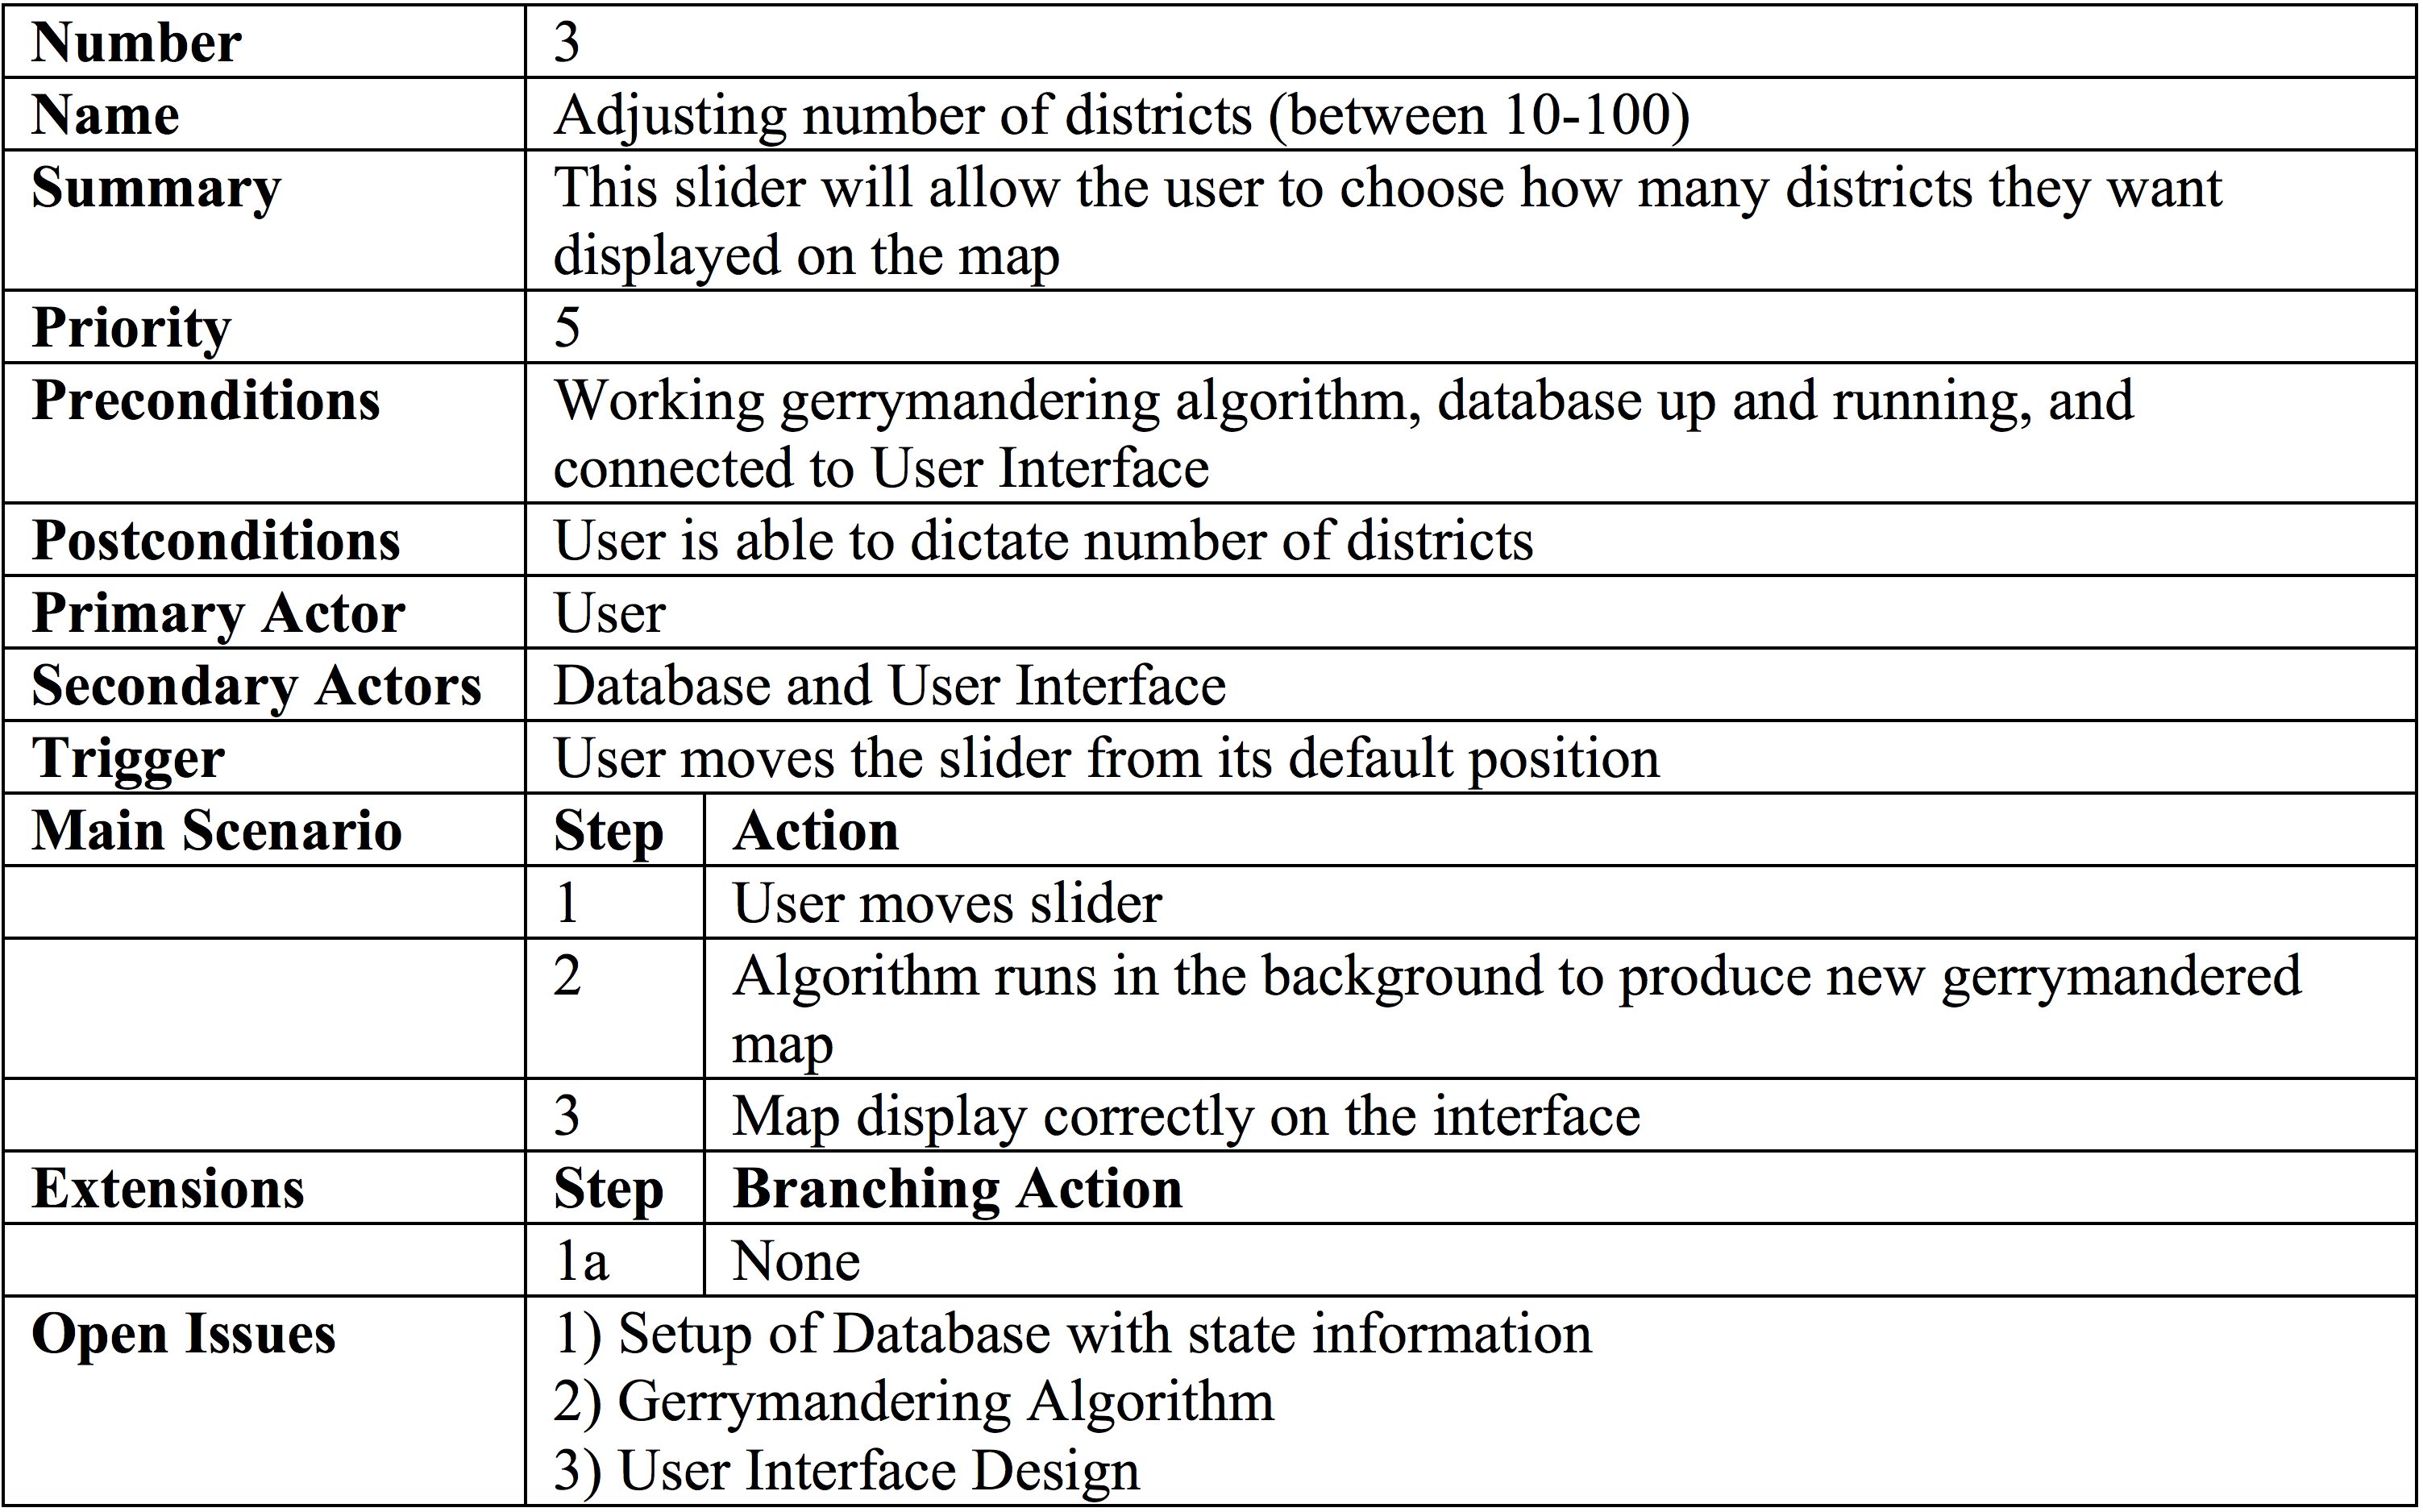 Number 3
Name Adjusting number of districts (between 10-100)
Summary This slider will allow the user to choose how many districts they want
displayed on the map
Priority 5
Preconditions Working gerrymandering algorithm, database up and running, and
connected to User Interface
Postconditions User is able to dictate number of districts
Primary Actor User
Secondary Actors Database and User Interface
Trigger User moves the slider from its default position
Main Scenario Step Action
1 User moves slider
2 Algorithm runs in the background to produce new gerrymandered
map
3 Map display correctly on the interface
Extensions Step Branching Action
1a None
Open Issues 1) Setup of Database with state information
2) Gerrymandering Algorithm
3) User Interface Design